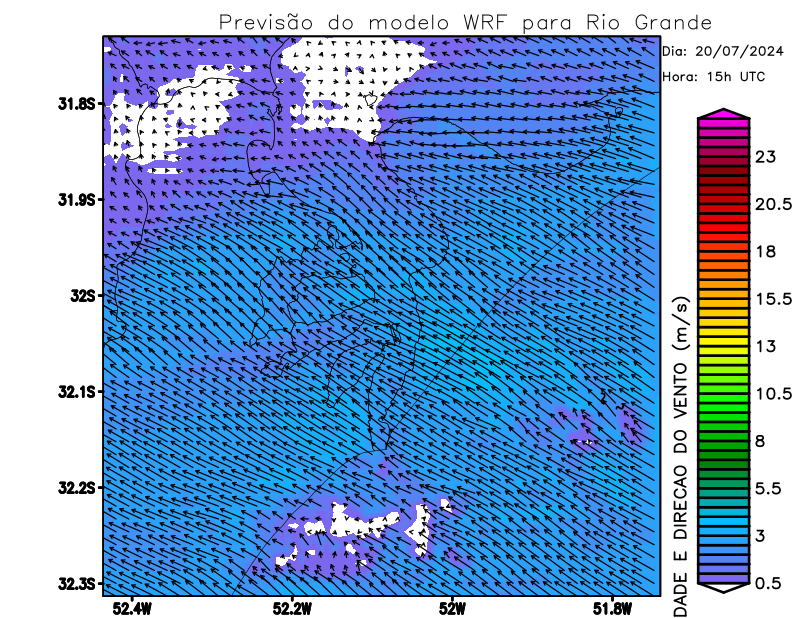 Previsão do modelo WRF para Rio Grande
Dia: 20/07/2024
Hora: 15h UTC
31.8S
31.9S
32S
32.1S
32.2S
32.3S
52.4W
52.2W
52W
51.8W
23
20.5
18
15.5
13
10.5
8
5.5
3
0.5
DADE E DIRECAO DO VENTO (m/s)